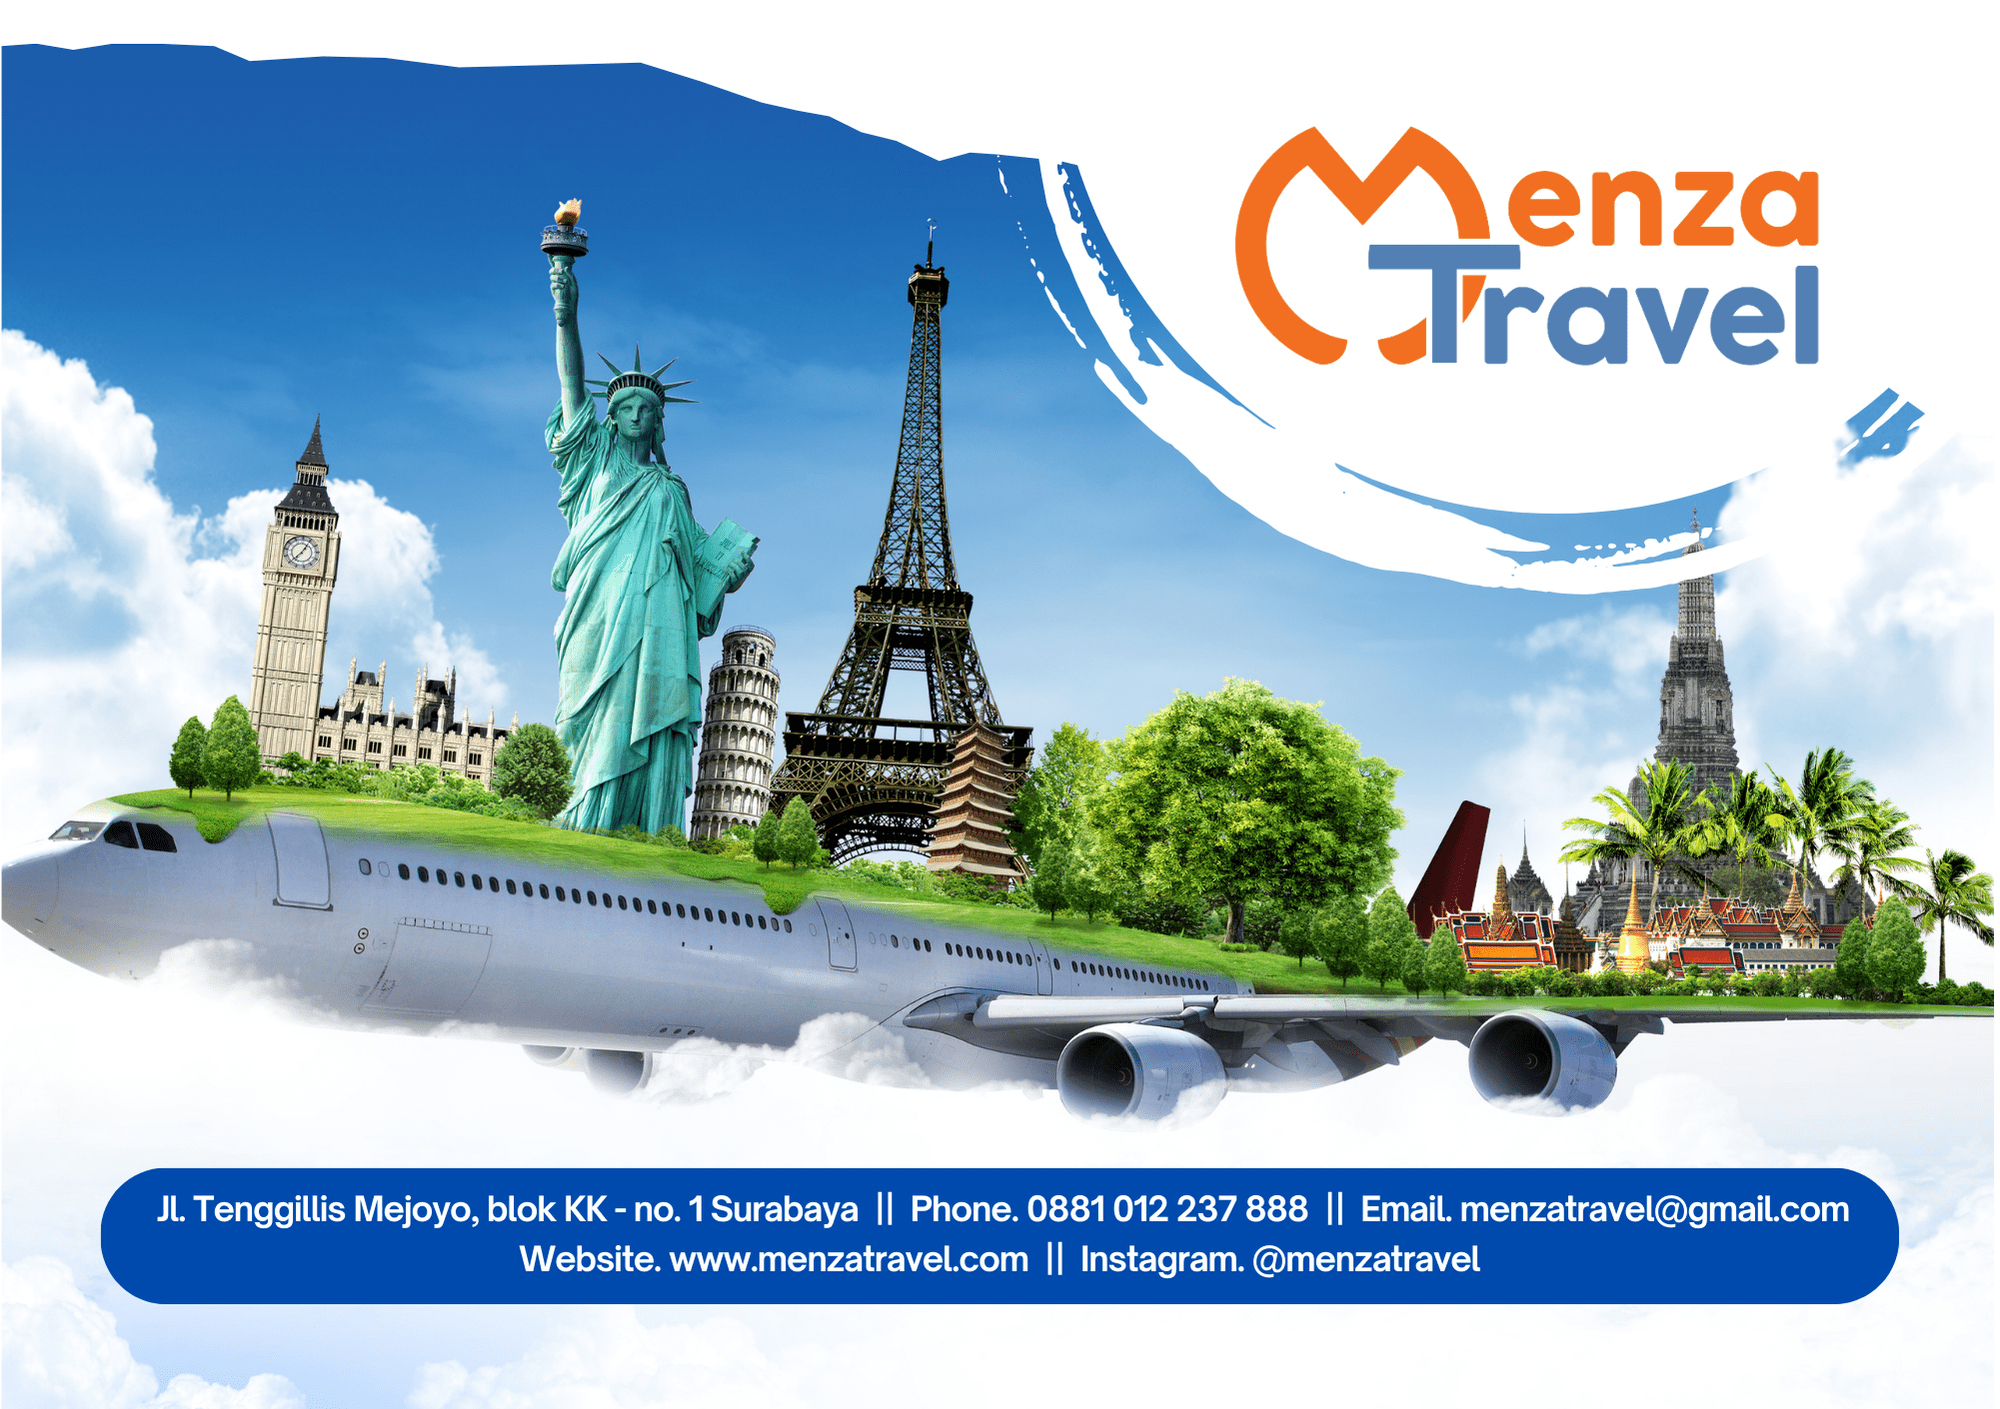 Menza
Travel
Jl. Tenggillis Mejoyo, blok KK - no. 1 Surabaya || Phone. 0881 012 237 888 || Email. menzatravel@gmail.com
Website. www.menzatravel.com || Instagram. @menzatravel